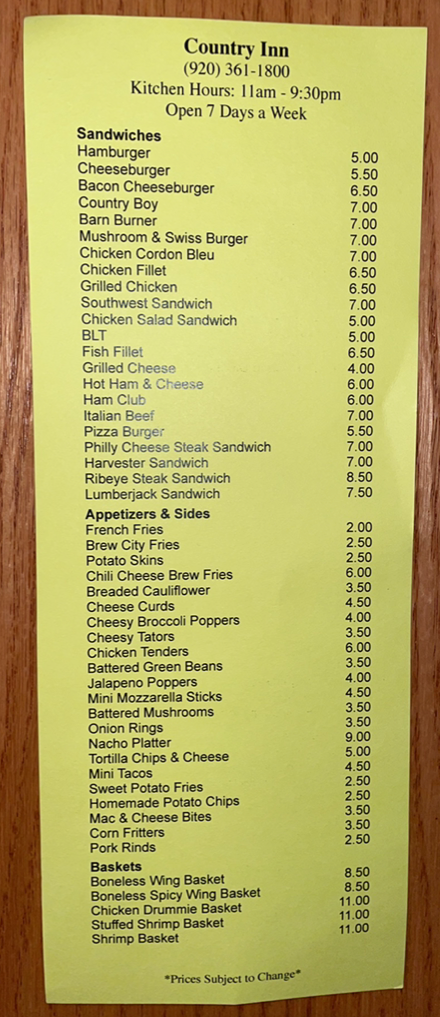 Country Inn
(920) 361-1800
Kitchen Hours: 11am - 9:30pm
Open 7 Days a Week
Sandwiches
Hamburger 5.00
Cheeseburger 5.50
Bacon Cheeseburger 6.50
Country Boy 7.00
Barn Burner 7.00
Mushroom & Swiss Burger 7.00
Chicken Cordon Bleu 7.00
Chicken Fillet 6.50
Grilled Chicken 6.50
Southwest Sandwich 7.00
Chicken Salad Sandwich 5.00
BLT 5.00
Fish Fillet 6.50
Grilled Cheese 4.00
Hot Ham & Cheese 6.00
Ham Club 6.00
Italian Beef 7.00
Pizza Burger 5.50
Philly Cheese Steak Sandwich 7.00
Harvester Sandwich 7.00
Ribeye Steak Sandwich 8.50
Lumberjack Sandwich 7.50
Appetizers & Sides
French Fries 2.00
Brew City Fries 2.50
Potato Skins 2.50
Chili Cheese Brew Fries 6.00
Breaded Cauliflower 3.50
Cheese Curds 4.50
Cheesy Broccoli Poppers 4.00
Cheesy Tators 3.50
Chicken Tenders 6.00
Battered Green Beans 3.50
Jalapeno Poppers 4.00
Mini Mozzarella Sticks 4.50
Battered Mushrooms 3.50
Onion Rings 3.50
Nacho Platter 9.00
Tortilla Chips & Cheese 5.00
Mini Tacos 4.50
Sweet Potato Fries 2.50
Homemade Potato Chips 2.50
Mac & Cheese Bites 3.50
Corn Fritters 3.50
Pork Rinds 2.50
Baskets
Boneless Wing Basket 8.50
Boneless Spicy Wing Basket 8.50
Chicken Drummie Basket 11.00
Stuffed Shrimp Basket 11.00
Shrimp Basket 11.00
*Prices Subject to Change*